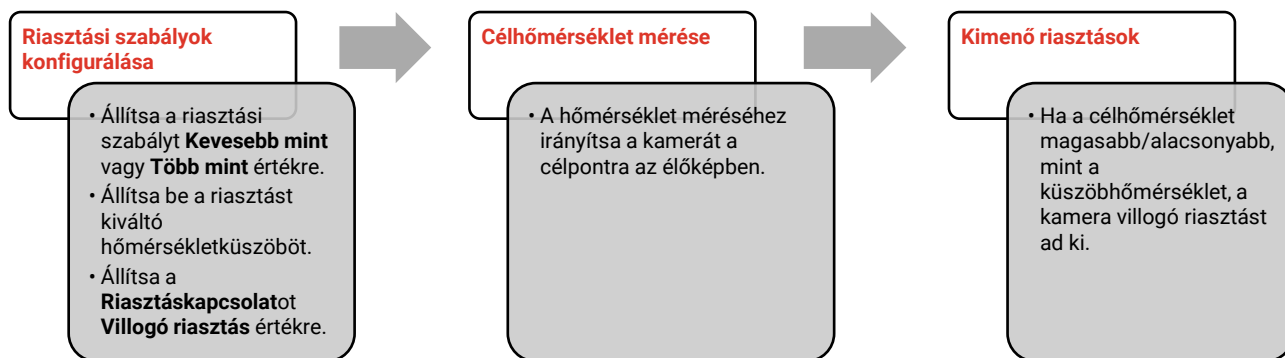 Riasztási szabályok
konfigurálása
• Állítsa a riasztási
szabályt Kevesebb mint
vagy Több mint értékre.
• Állítsa be a riasztást
kiváltó
hőmérsékletküszöböt.
• Állítsa a
Riasztáskapcsolatot
Villogó riasztás értékre.
Célhőmérséklet mérése
• A hőmérséklet méréséhez
irányítsa a kamerát a
célpontra az élőképben.
Kimenő riasztások
• Ha a célhőmérséklet
magasabb/alacsonyabb,
mint a
küszöbhőmérséklet, a
kamera villogó riasztást
ad ki.